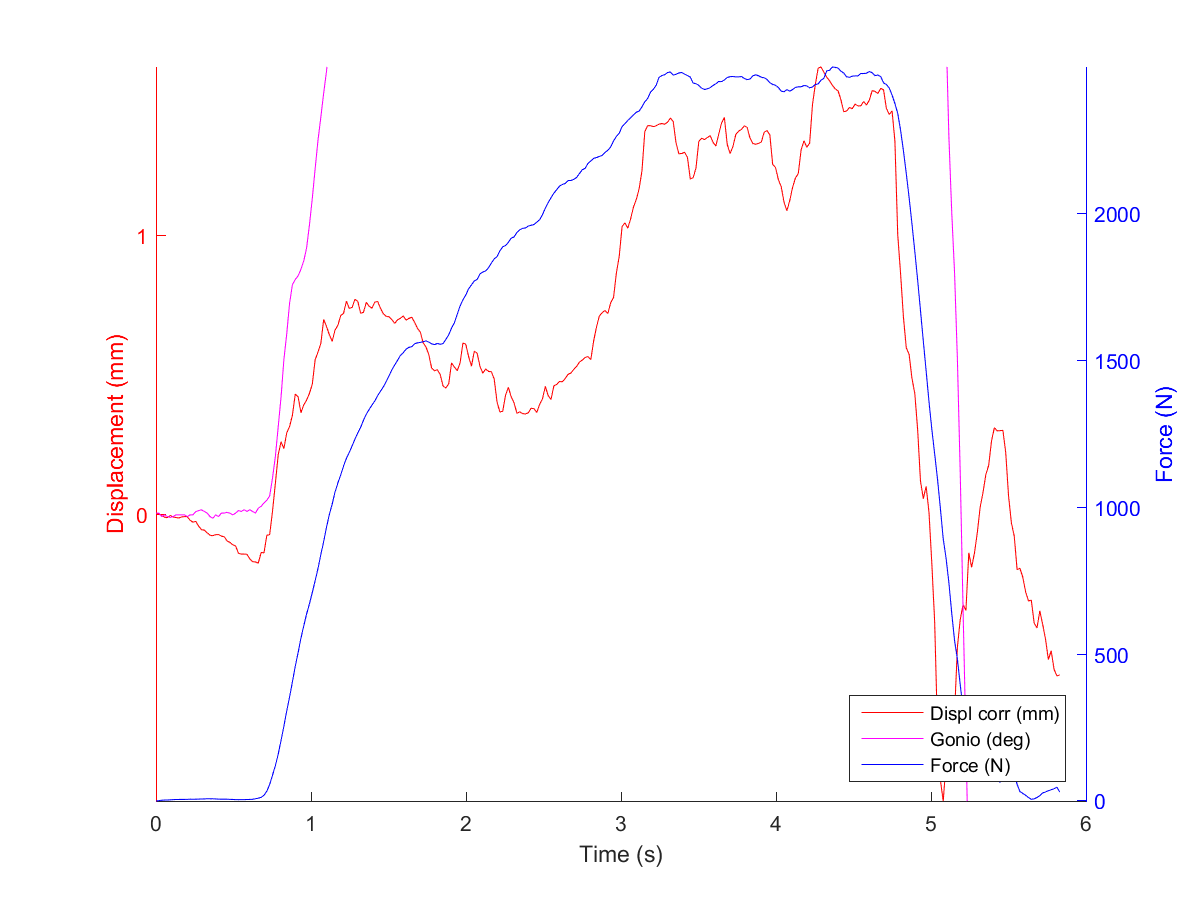 Displacement (mm)
1
0
2000
1500
1000
500
0
Force (N)
Displ corr (mm)
Gonio (deg)
Force (N)
0 1 2 3 4 5 6
Time (s)